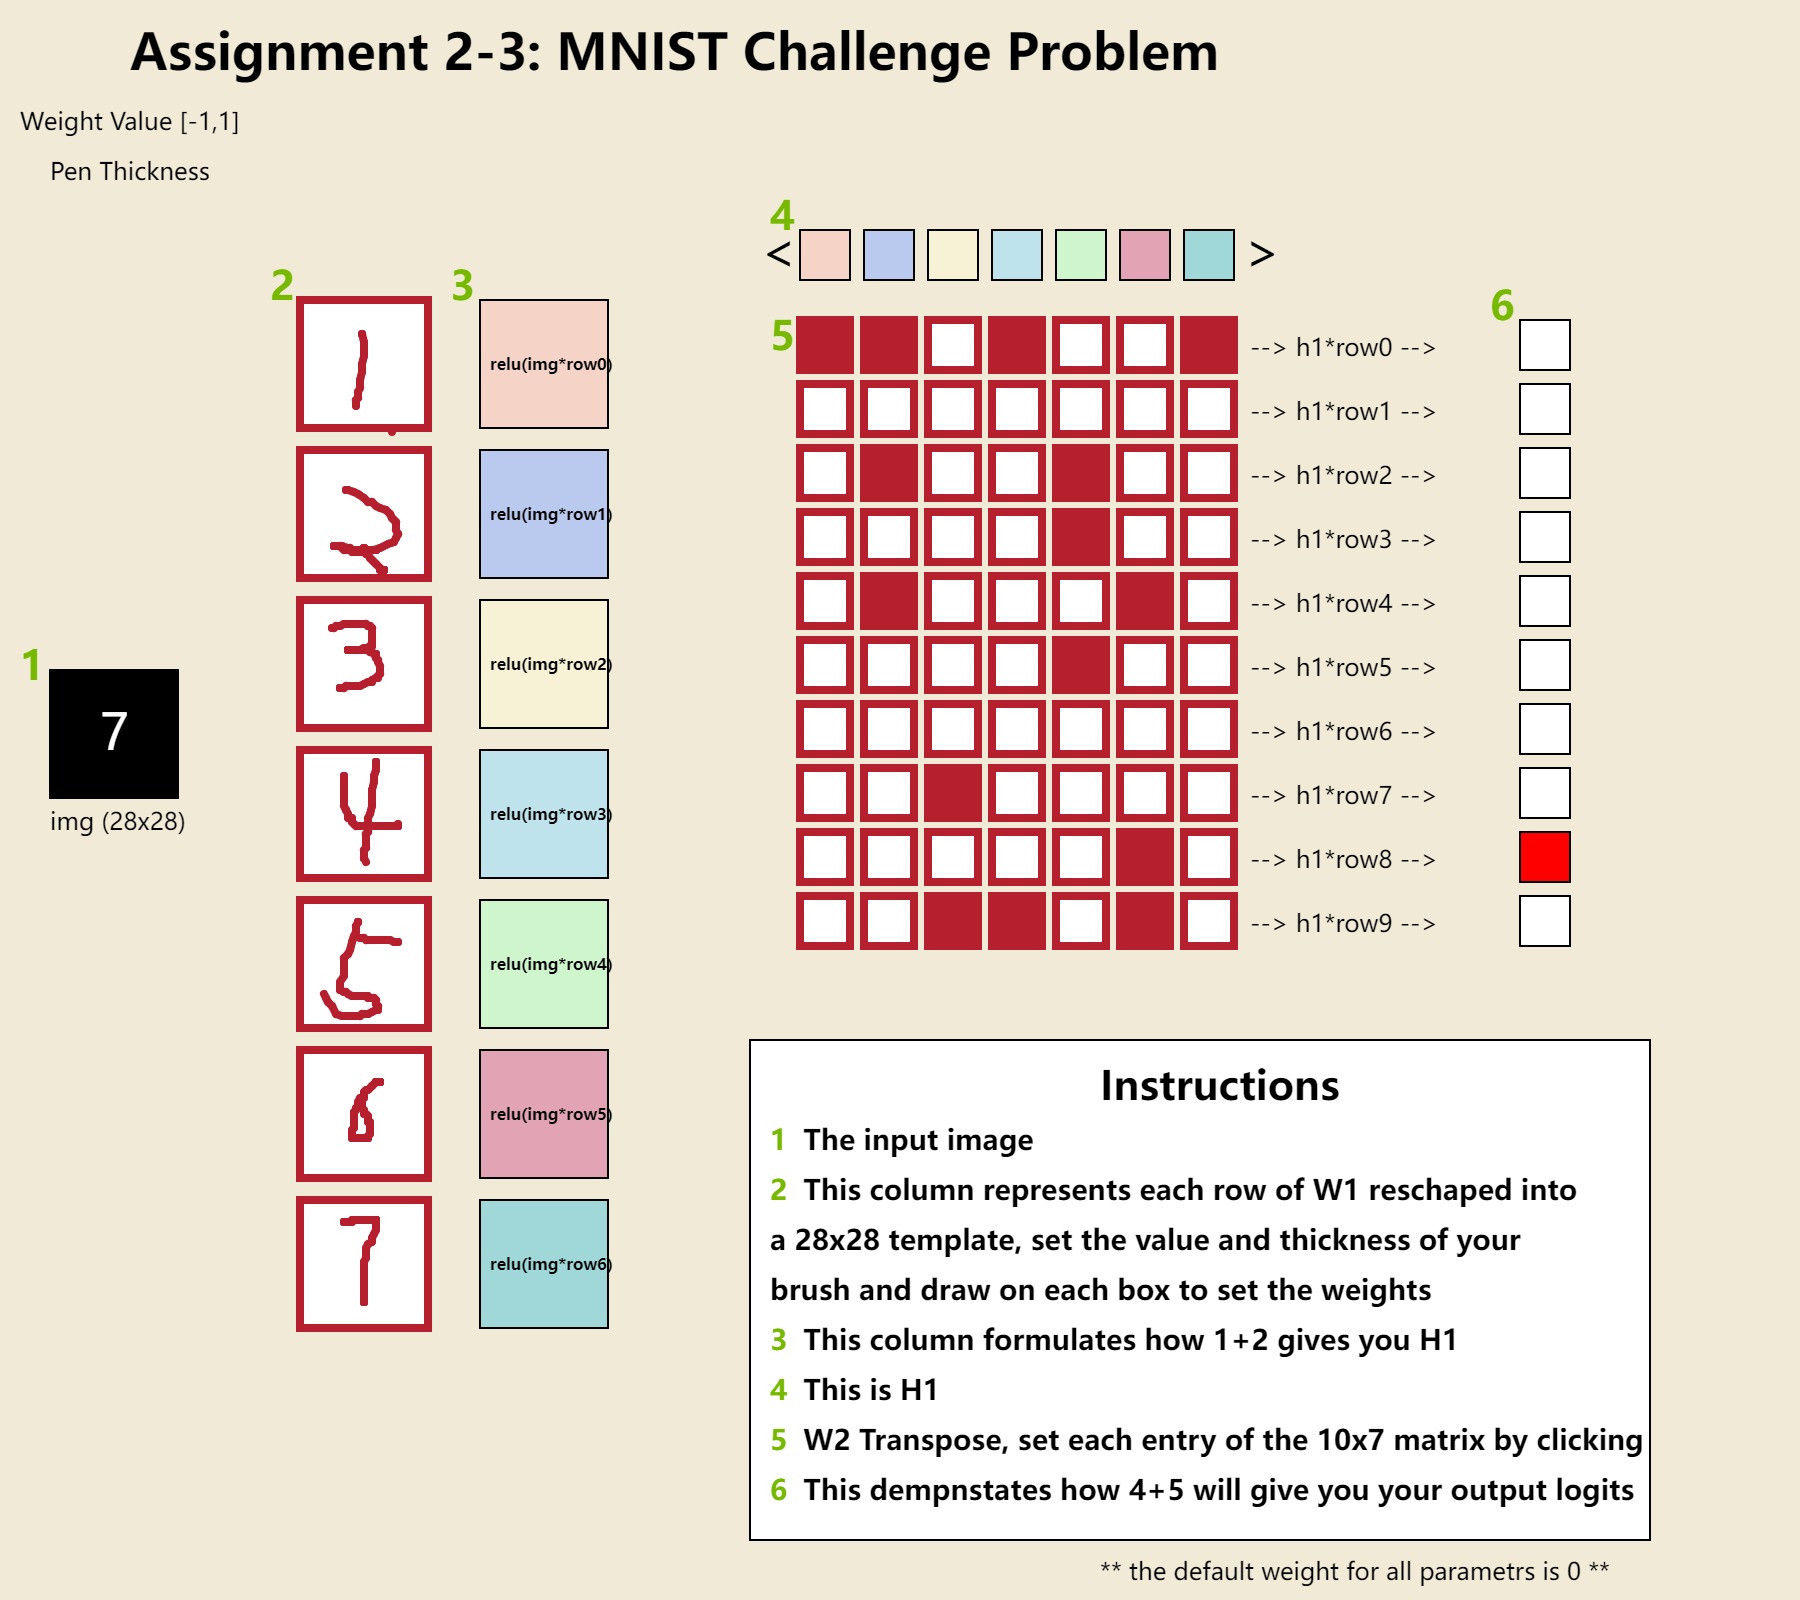 Assignment 2-3: MNIST Challenge Problem
Weight Value [-1,1]
Pen Thickness
4
< >
2
3
6
1
relu(img*row0)
5
--> h1*row0 -->
--> h1*row1 -->
2
relu(img*row1)
--> h1*row2 -->
--> h1*row3 -->
--> h1*row4 -->
3
relu(img*row2)
--> h1*row5 -->
1
7
img (28x28)
--> h1*row6 -->
--> h1*row7 -->
4
relu(img*row3)
--> h1*row8 -->
--> h1*row9 -->
5
relu(img*row4)
6
relu(img*row5)
7
relu(img*row6)
Instructions
1 The input image
2 This column represents each row of W1 reschaped into
a 28x28 template, set the value and thickness of your
brush and draw on each box to set the weights
3 This column formulates how 1+2 gives you H1
4 This is H1
5 W2 Transpose, set each entry of the 10x7 matrix by clicking
6 This dempnstates how 4+5 will give you your output logits
** the default weight for all parametrs is 0 **